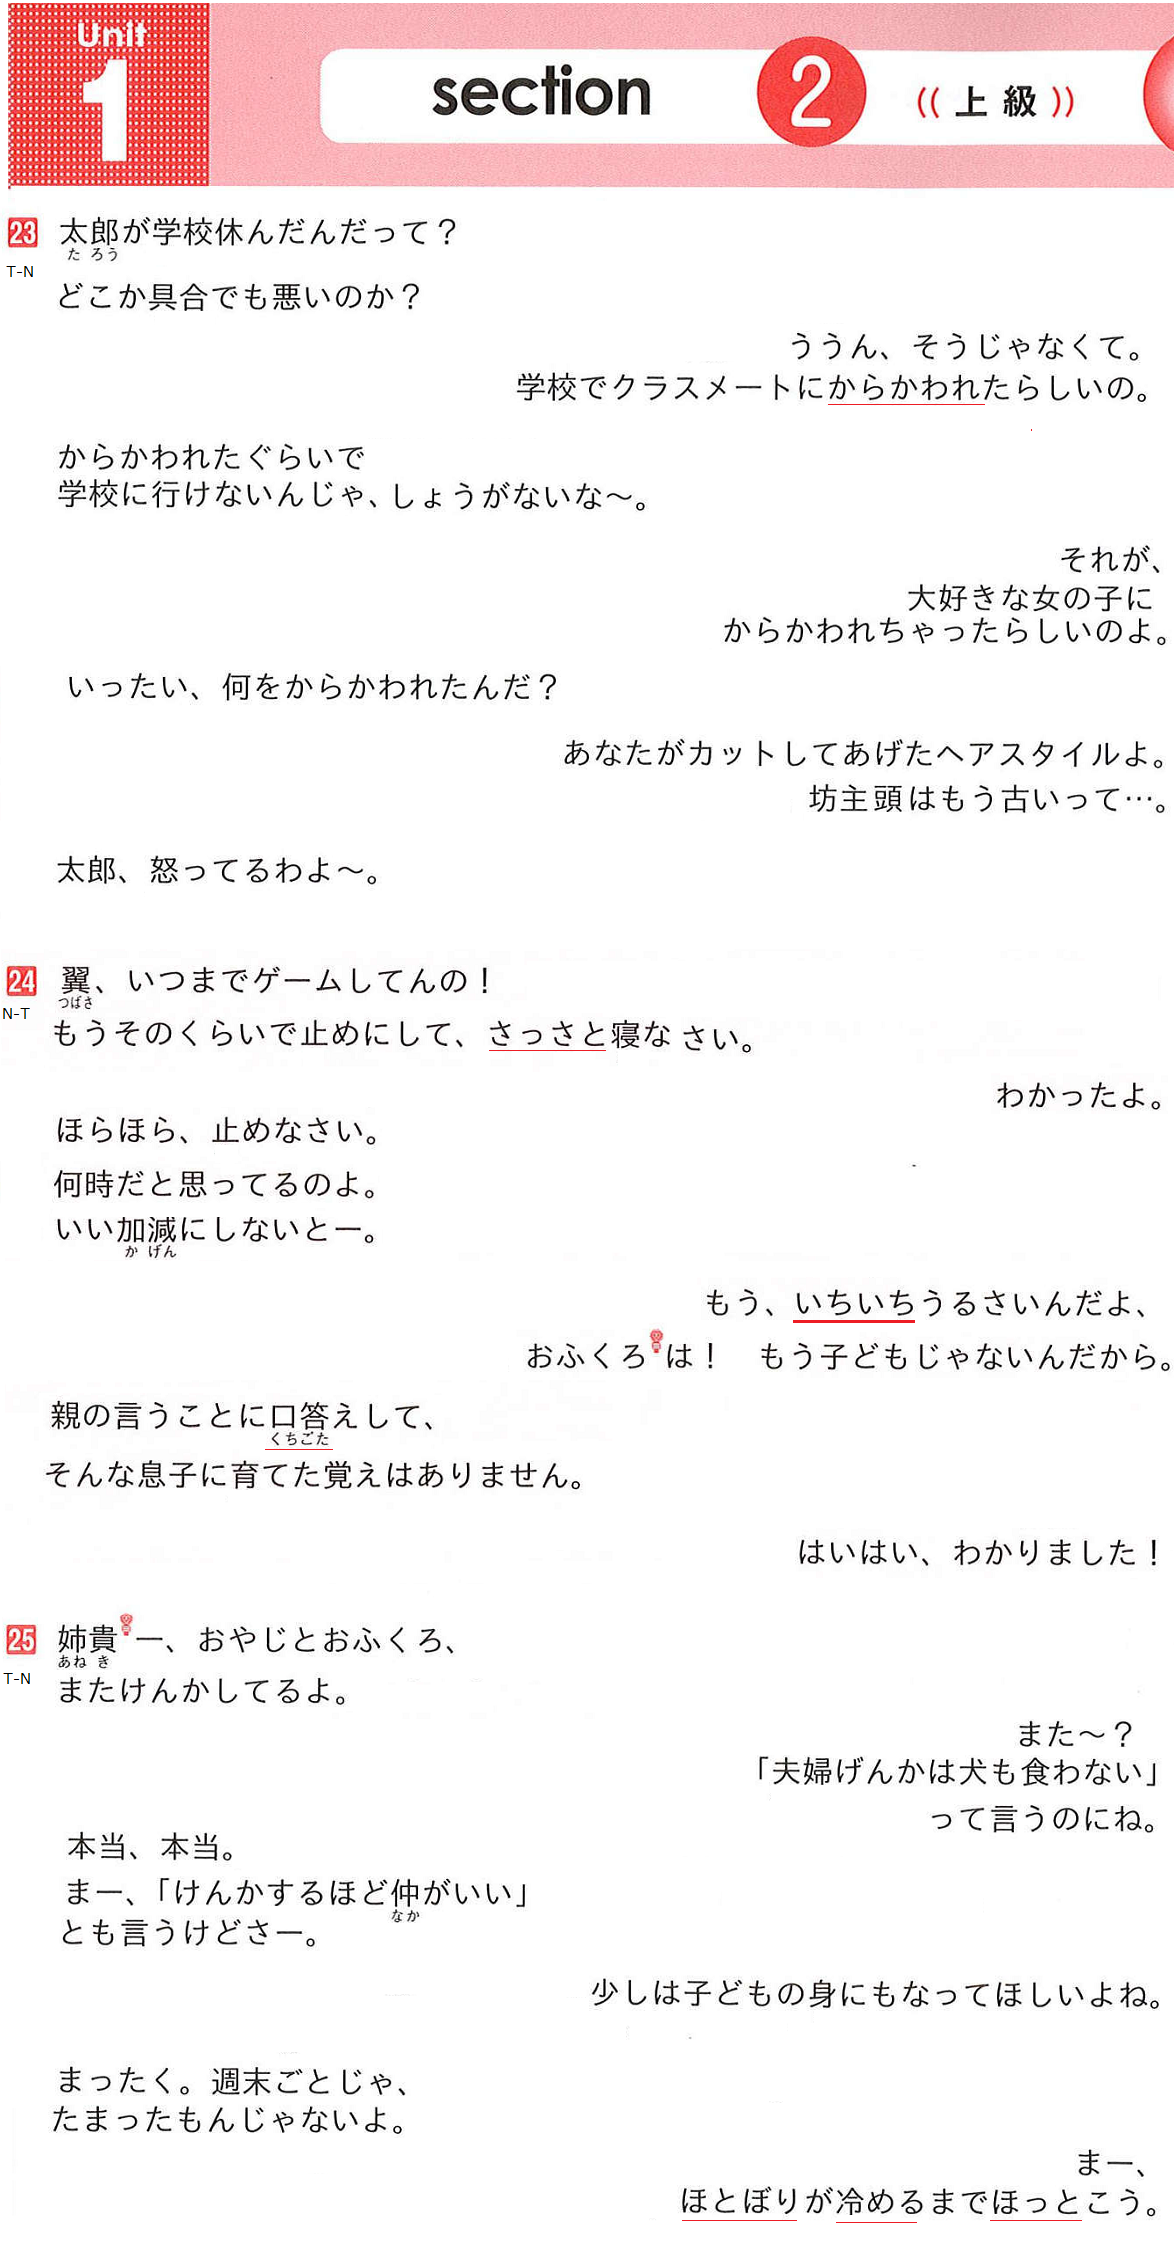 Unit
1
section 2 《上級》
23 太郎が学校休んだんだって？
たろう
T-N
どこか具合でも悪いのか？
ううん、そうじゃなくて。
学校でクラスメートにからかわれたらしいの。
からかわれたぐらいで
学校に行けないんじゃ、しょうがないな〜。
それが、
大好きな女の子に
からかわれちゃったらしいのよ。
いったい、何をからかわれたんだ？
あなたがカットしてあげたヘアスタイルよ。
坊主頭はもう古いって…。
太郎、怒ってるわよ〜。
24 翼、いつまでゲームしてんの！
つばさ
N-T
もうそのくらいで止めにして、さっさと寝なさい。
わかったよ。
ほらほら、止めなさい。
何時だと思ってるのよ。
いい加減にしないとー。
かげん
もう、いちいちうるさいんだよ、
おふくろは！　もう子どもじゃないんだから。
親の言うことに口答えして、
くちごた
そんな息子に育てた覚えはありません。
はいはい、わかりました！
25 姉貴ー、おやじとおふくろ、
あねき
T-N
またけんかしてるよ。
また〜？
「夫婦げんかは犬も食わない」
って言うのにね。
本当、本当。
まー、「けんかするほど仲がいい」
なか
とも言うけどさー。
少しは子どもの身にもなってほしいよね。
まったく。週末ごとじゃ、
たまったもんじゃないよ。
まー、
ほとぼりが冷めるまでほっとこう。